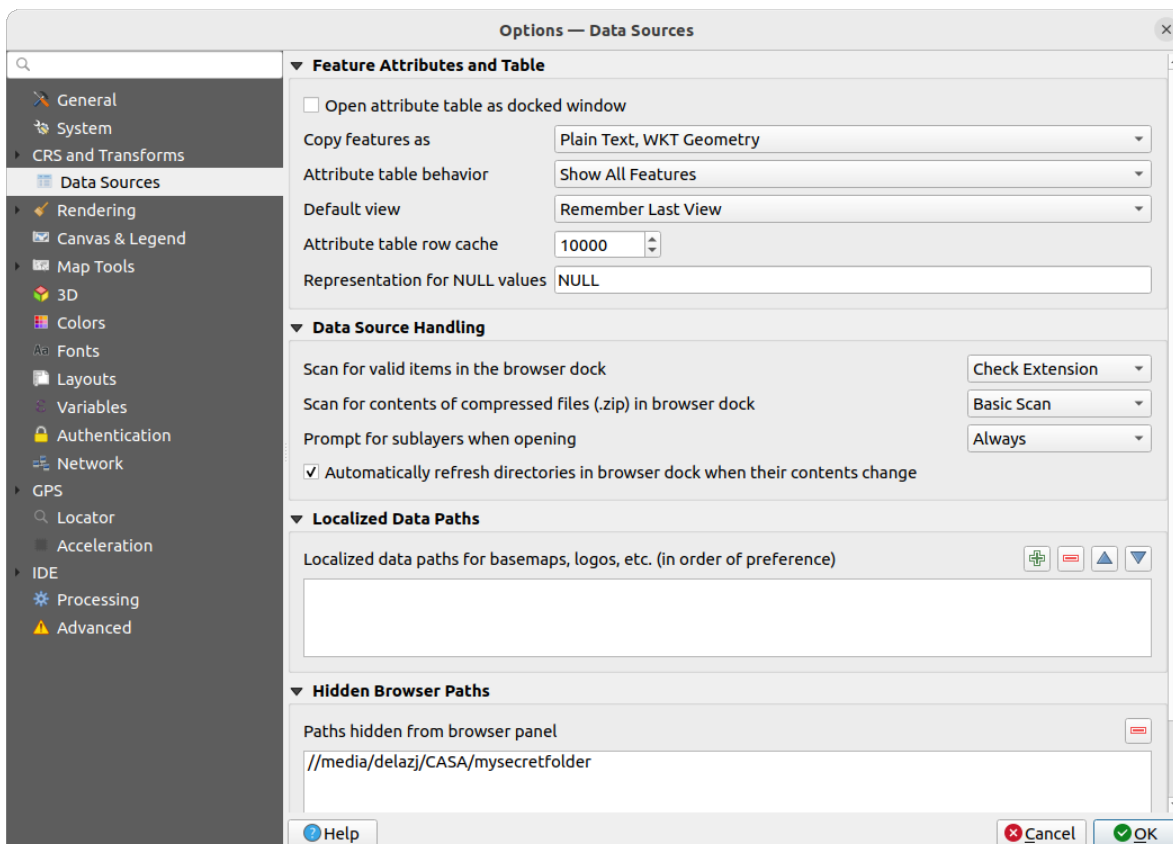 Options — Data Sources
General
System
CRS and Transforms
Data Sources
Rendering
Canvas & Legend
Map Tools
3D
Colors
Aa Fonts
Layouts
Variables
Authentication
Network
GPS
Locator
Acceleration
IDE
Processing
Advanced
Feature Attributes and Table
Open attribute table as docked window
Copy features as Plain Text, WKT Geometry
Attribute table behavior Show All Features
Default view Remember Last View
Attribute table row cache 10000
Representation for NULL values NULL
Data Source Handling
Scan for valid items in the browser dock Check Extension
Scan for contents of compressed files (.zip) in browser dock Basic Scan
Prompt for sublayers when opening Always
Automatically refresh directories in browser dock when their contents change
Localized Data Paths
Localized data paths for basemaps, logos, etc. (in order of preference)
Hidden Browser Paths
Paths hidden from browser panel
//media/delazj/CASA/mysecretfolder
Help
Cancel
OK